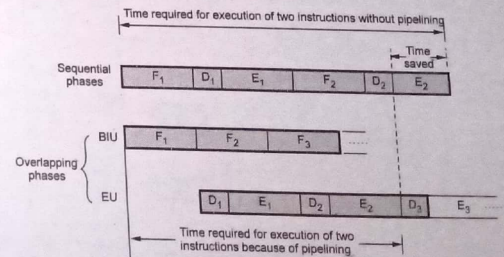 Time required for execution of two instructions without pipelining
Time
saved
Sequential
phases
F1 D1 E1 F2 D2 E2
BIU
F1 F2 F3
Overlapping
phases
EU
D1 E1 D2 E2 D3 E3
Time required for execution of two
instructions because of pipelining